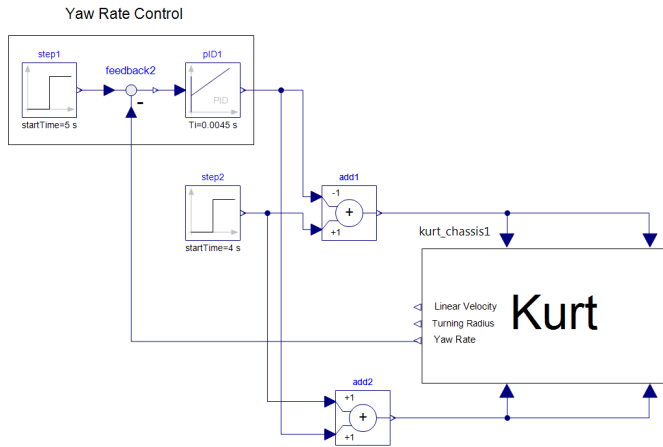 Yaw Rate Control
step1
feedback2
pID1
-
PID
startTime=5 s
Ti=0.0045 s
step2
add1
-1
+
+1
startTime=4 s
kurt_chassis1
Linear Velocity
Turning Radius
Yaw Rate
Kurt
add2
+1
+
+1